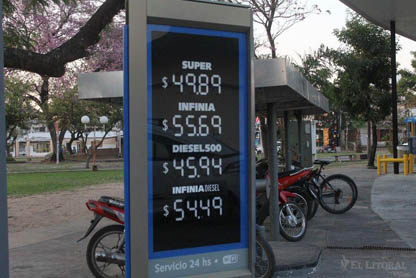 SUPER
$49.89
INFINIA
$55.69
DIESEL500
$45.94
INFINIA DIESEL
$54.49
Servicio 24 hs
EL LITORAL